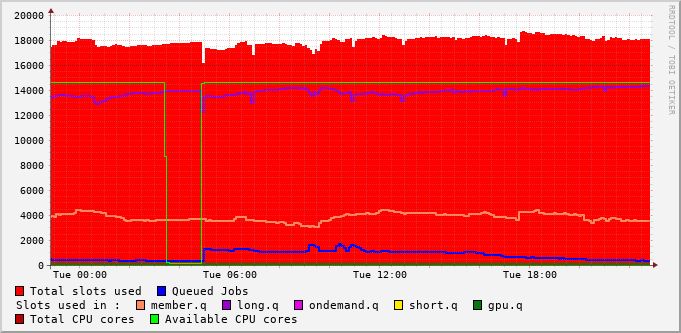 20000
18000
16000
14000
12000
10000
8000
6000
4000
2000
0
Tue 00:00 Tue 06:00 Tue 12:00 Tue 18:00
RRDTOOL / TOBI OETIKER
Total slots used Queued Jobs
Slots used in : member.q long.q ondemand.q short.q gpu.q
Total CPU cores Available CPU cores